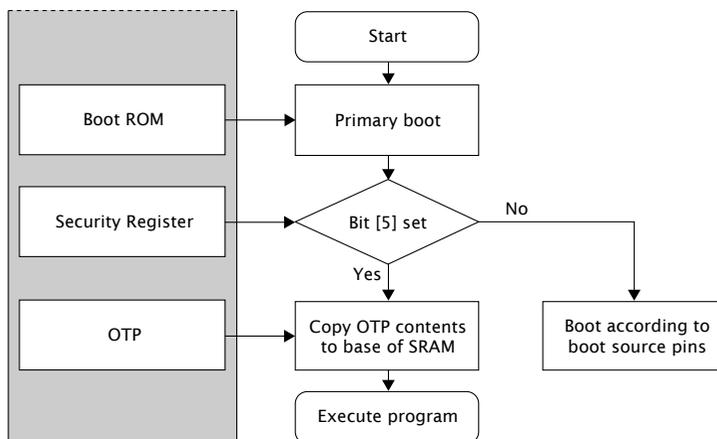 Start
Boot ROM
Primary boot
Security Register
Bit [5] set
No
Yes
OTP
Copy OTP contents
to base of SRAM
Boot according to
boot source pins
Execute program